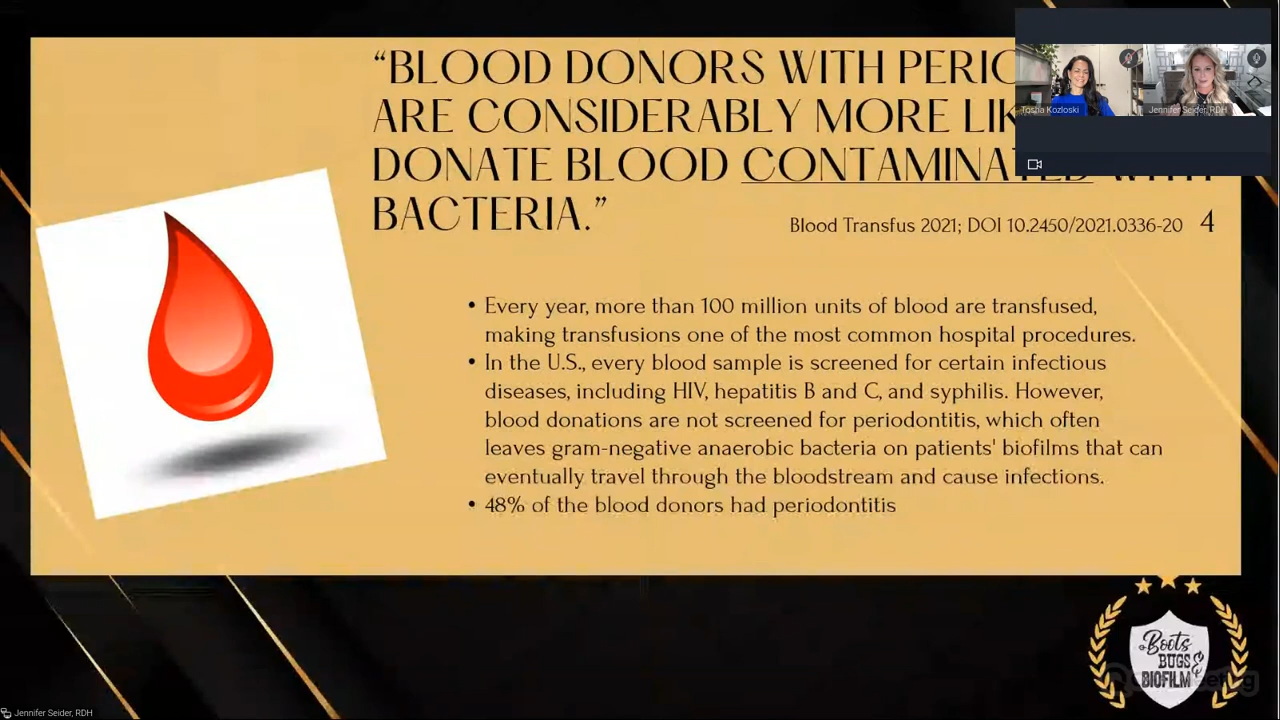 “BLOOD DONORS WITH PERIO
ARE CONSIDERABLY MORE LIK
DONATE BLOOD CONTAMINATED WITH
BACTERIA.”
Blood Transfus 2021; DOI 10.2450/2021.0336-20 4
• Every year, more than 100 million units of blood are transfused,
making transfusions one of the most common hospital procedures.
• In the U.S., every blood sample is screened for certain infectious
diseases, including HIV, hepatitis B and C, and syphilis. However,
blood donations are not screened for periodontitis, which often
leaves gram-negative anaerobic bacteria on patients' biofilms that can
eventually travel through the bloodstream and cause infections.
• 48% of the blood donors had periodontitis
Tosha Kozloski
Jennifer Seider, RDH
Boots
BUGS &
BIOFILM
Jennifer Seider, RDH